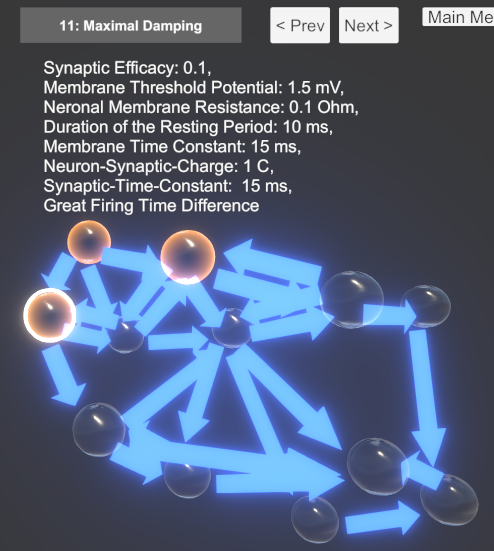 11: Maximal Damping
< Prev
Next >
Main Me
Synaptic Efficacy: 0.1,
Membrane Threshold Potential: 1.5 mV,
Neronal Membrane Resistance: 0.1 Ohm,
Duration of the Resting Period: 10 ms,
Membrane Time Constant: 15 ms,
Neuron-Synaptic-Charge: 1 C,
Synaptic-Time-Constant:  15 ms,
Great Firing Time Difference